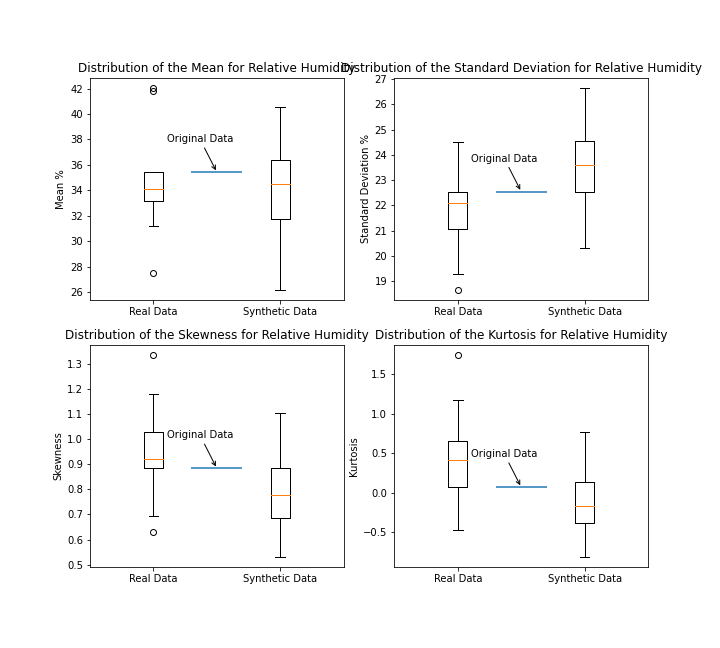 Distribution of the Mean for Relative Humidity
Distribution of the Standard Deviation for Relative Humidity
42
40
38
36
34
32
30
28
26
Mean %
Original Data
Real Data
Synthetic Data
27
26
25
24
23
22
21
20
19
Standard Deviation %
Original Data
Real Data
Synthetic Data
Distribution of the Skewness for Relative Humidity
Distribution of the Kurtosis for Relative Humidity
1.3
1.2
1.1
1.0
0.9
0.8
0.7
0.6
0.5
Skewness
Original Data
Real Data
Synthetic Data
1.5
1.0
0.5
0.0
−0.5
Kurtosis
Original Data
Real Data
Synthetic Data